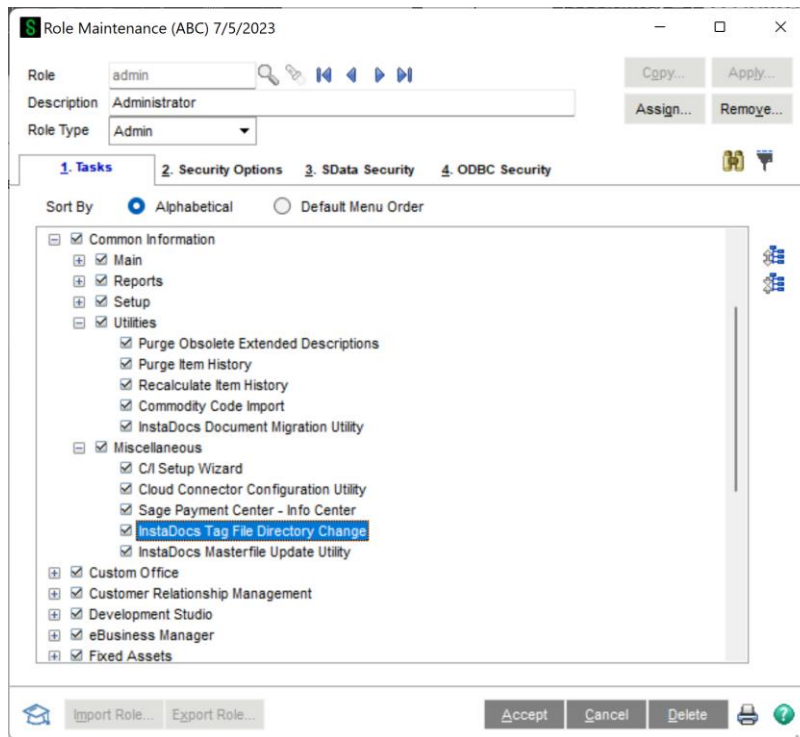 S Role Maintenance (ABC) 7/5/2023
Role admin Copy... Apply...
Description Administrator Assign... Remove...
Role Type Admin
1. Tasks 2. Security Options 3. SData Security 4. ODBC Security
Sort By Alphabetical Default Menu Order
Common Information
Main
Reports
Setup
Utilities
Purge Obsolete Extended Descriptions
Purge Item History
Recalculate Item History
Commodity Code Import
InstaDocs Document Migration Utility
Miscellaneous
C/I Setup Wizard
Cloud Connector Configuration Utility
Sage Payment Center - Info Center
InstaDocs Tag File Directory Change
InstaDocs Masterfile Update Utility
Custom Office
Customer Relationship Management
Development Studio
eBusiness Manager
Fixed Assets
Import Role... Export Role... Accept Cancel Delete ?